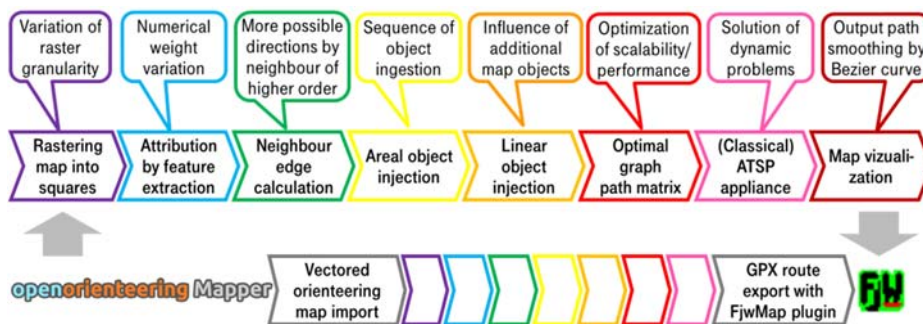 Variation of
raster
granularity
Numerical
weight
variation
More possible
directions by
neighbour of
higher order
Sequence of
object
ingestion
Influence of
additional
map objects
Optimization
of scalability/
performance
Solution of
dynamic
problems
Output path
smoothing by
Bezier curve
Rastering
map into
squares
Attribution
by feature
extraction
Neighbour
edge
calculation
Areal object
injection
Linear
object
injection
Optimal
graph
path matrix
(Classical)
ATSP
appliance
Map vizuali-
zation
openorienteering Mapper
Vectored
orienteering
map import
GPX route
export with
FjwMap plugin
FjW